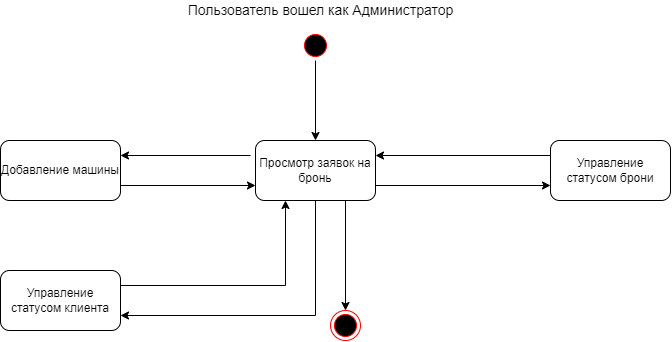 Пользователь вошел как Администратор
Добавление машины
Просмотр заявок на
бронь
Управление
статусом брони
Управление
статусом клиента